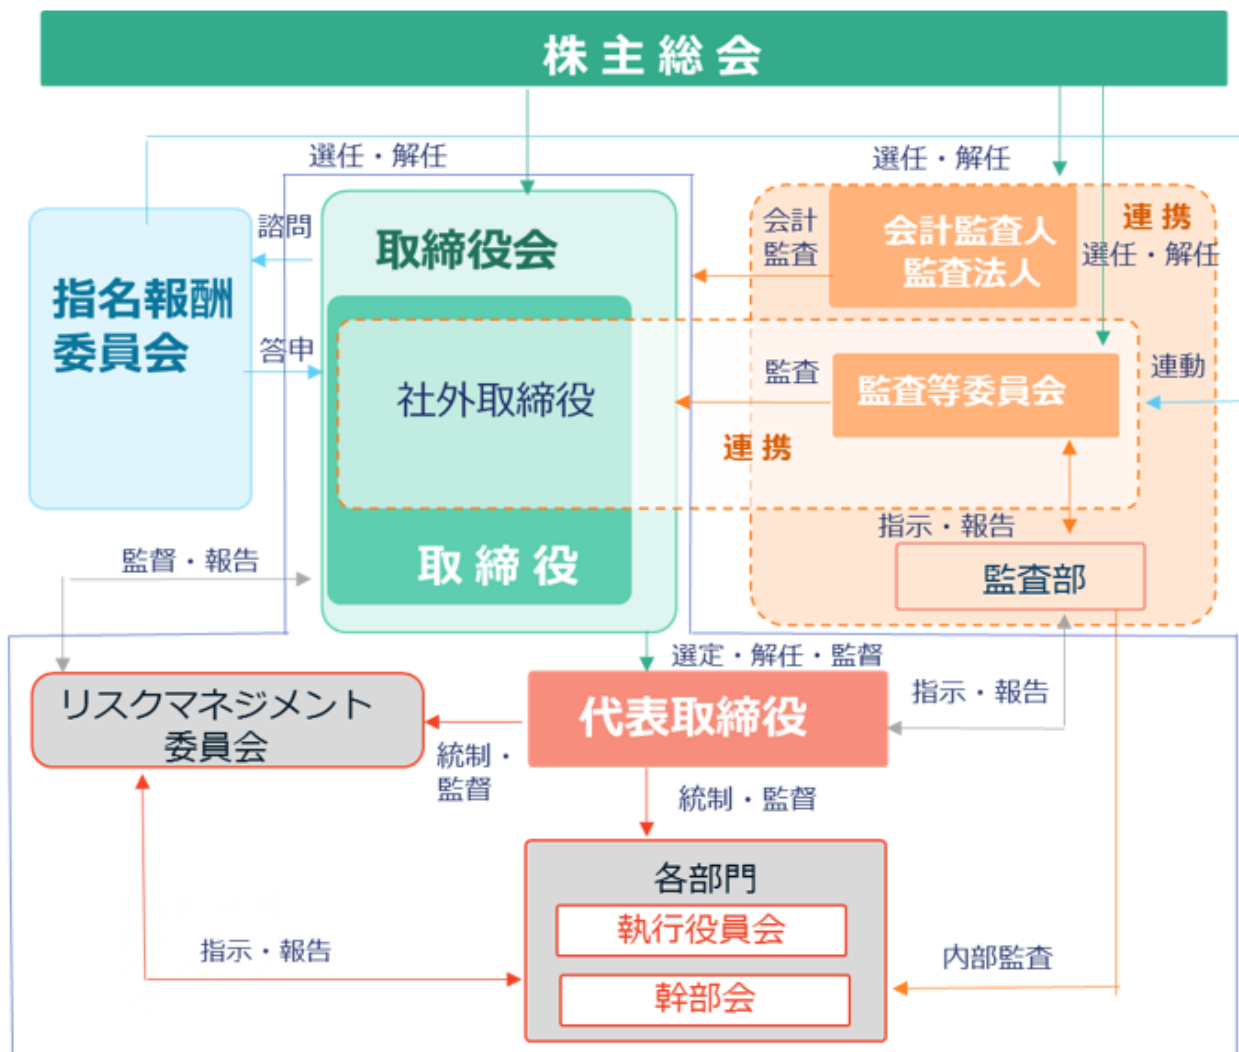 株主総会
選任・解任
選任・解任
諮問
取締役会
会計
監査
会計監査人
監査法人
連携
選任・解任
指名報酬
委員会
答申
社外取締役
監査
監査等委員会
連動
連携
指示・報告
監督・報告
取締役
監査部
選定・解任・監督
リスクマネジメント
委員会
代表取締役
指示・報告
統制・
監督
統制・監督
各部門
執行役員会
指示・報告
内部監査
幹部会